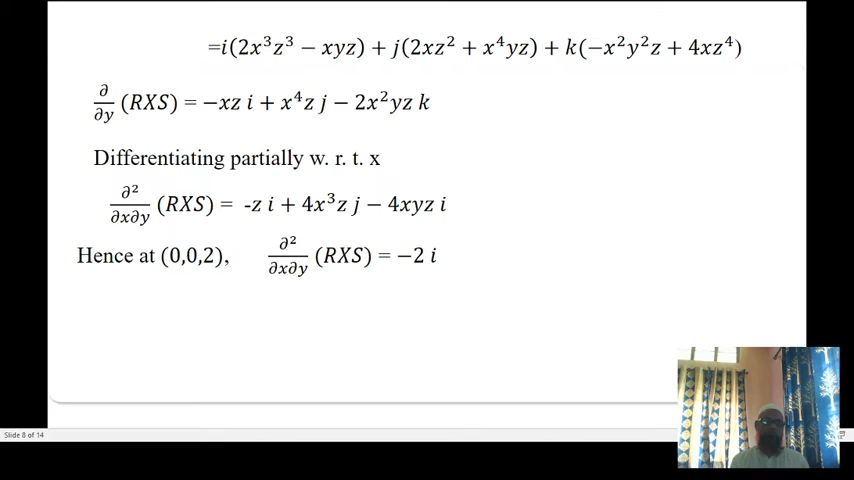 =i(2x³z³ − xyz) + j(2xz² + x⁴yz) + k(−x²y²z + 4xz⁴)
∂/∂y (RXS) = −xz i + x⁴z j − 2x²yz k
Differentiating partially w. r. t. x
∂²/∂x∂y (RXS) = -z i + 4x³z j − 4xyz i
Hence at (0,0,2), ∂²/∂x∂y (RXS) = −2 i
Slide 8 of 14